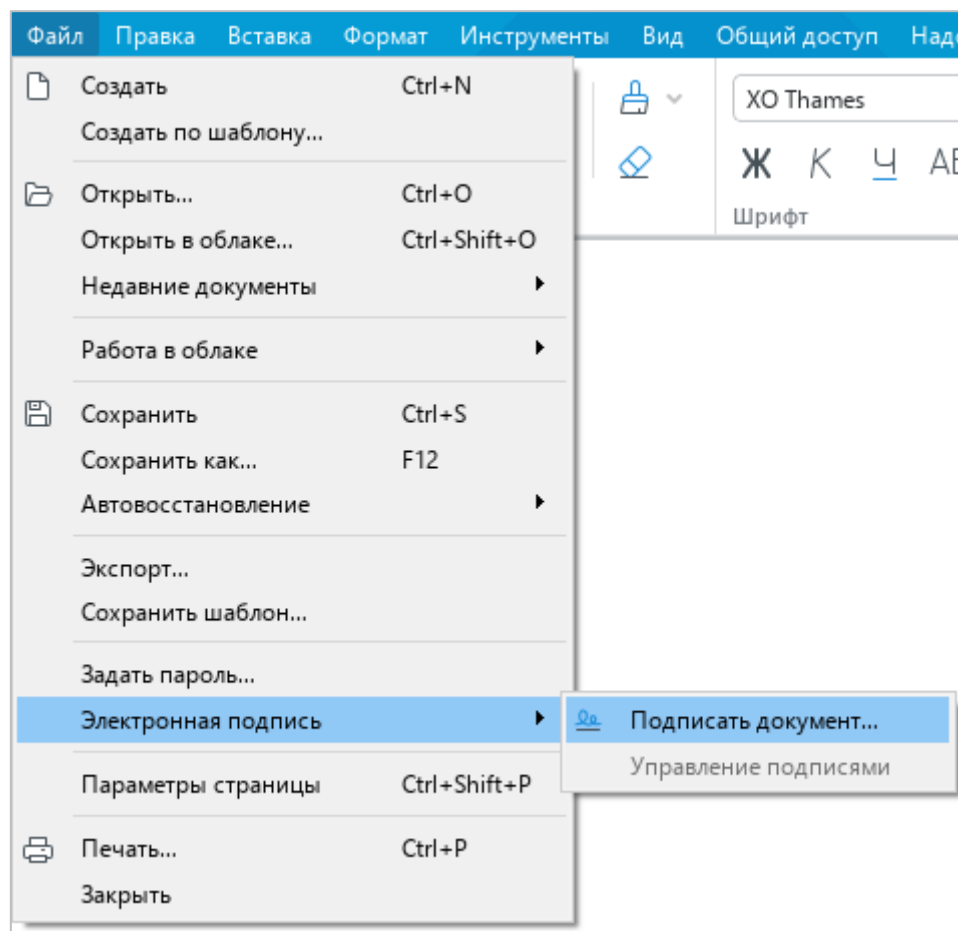 Файл Правка Вставка Формат Инструменты Вид Общий доступ
Создать Ctrl+N
Создать по шаблону...
XO Thames
Ж К Ч
Шрифт
Открыть... Ctrl+O
Открыть в облаке... Ctrl+Shift+O
Недавние документы
Работа в облаке
Сохранить Ctrl+S
Сохранить как... F12
Автовосстановление
Экспорт...
Сохранить шаблон...
Задать пароль...
Электронная подпись
Подписать документ...
Управление подписями
Параметры страницы Ctrl+Shift+P
Печать... Ctrl+P
Закрыть